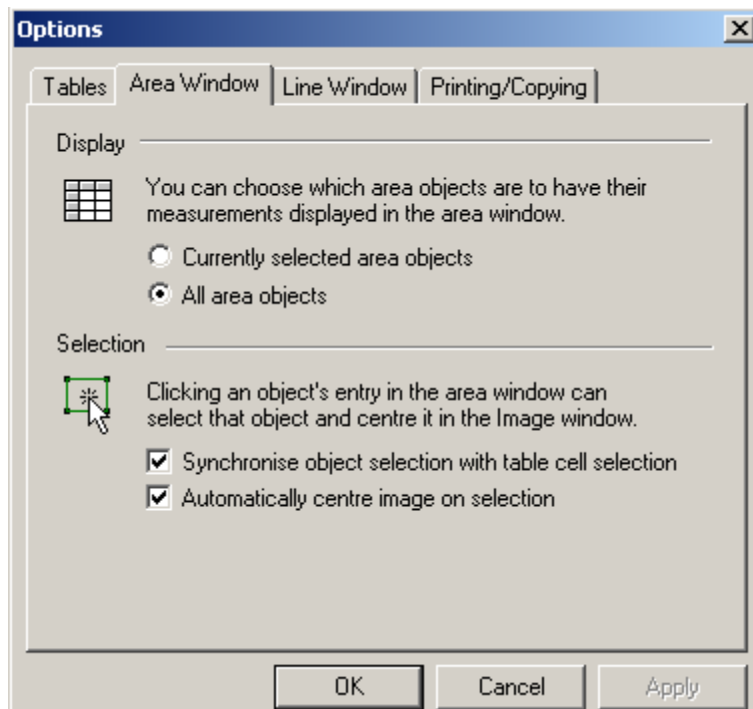 Options
Tables Area Window Line Window Printing/Copying
Display
You can choose which area objects are to have their
measurements displayed in the area window.
Currently selected area objects
All area objects
Selection
Clicking an object's entry in the area window can
select that object and centre it in the Image window.
Synchronise object selection with table cell selection
Automatically centre image on selection
OK Cancel Apply